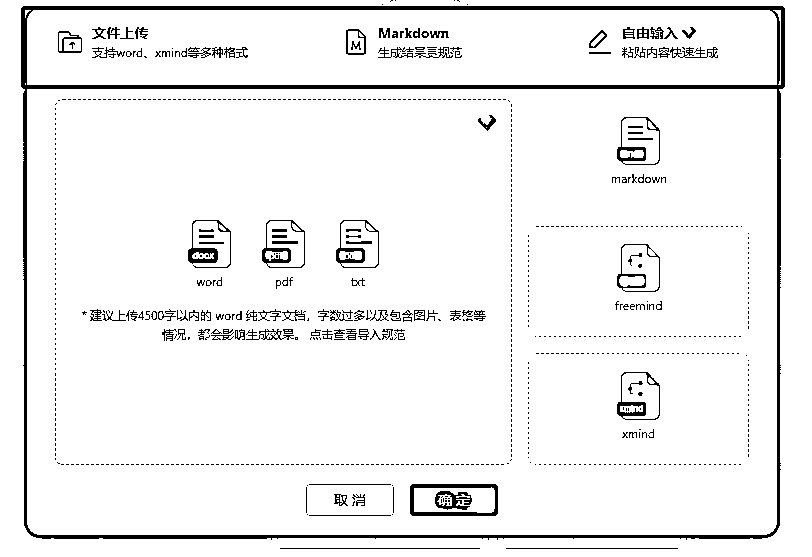 文件上传
支持word、xmind等多种格式
Markdown
生成结果更规范
自由输入
粘贴内容快速生成
docx
word
pdf
txt
* 建议上传4500字以内的 word 纯文字文档，字数过多以及包含图片、表格等
情况，都会影响生成效果。 点击查看导入规范
markdown
freemind
xmind
xmind
取 消
确 定